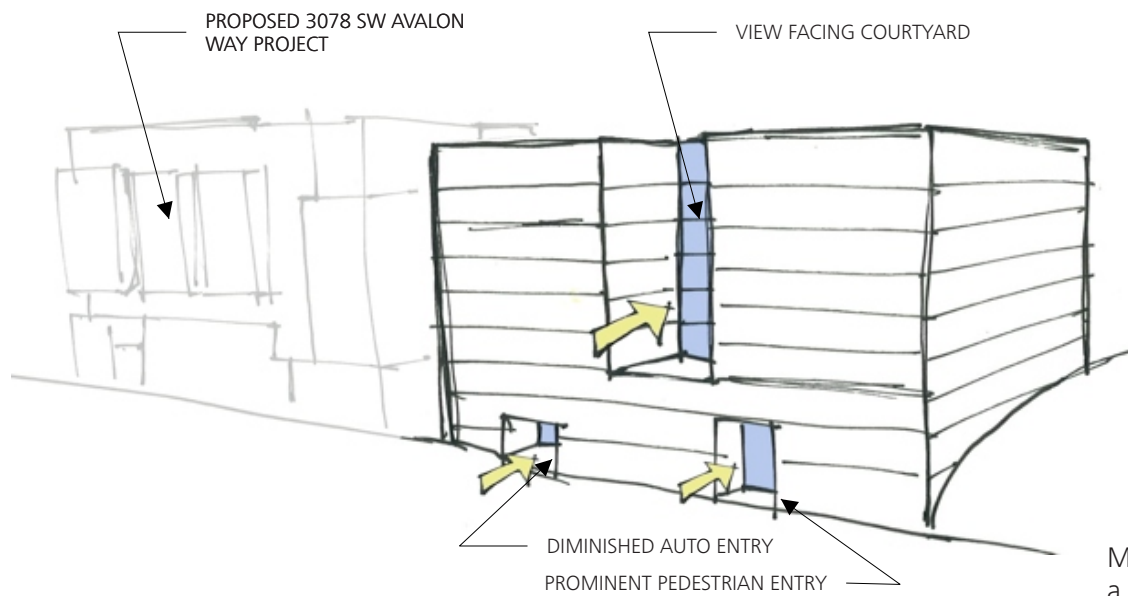 PROPOSED 3078 SW AVALON
WAY PROJECT
VIEW FACING COURTYARD
DIMINISHED AUTO ENTRY
PROMINENT PEDESTRIAN ENTRY
M
a